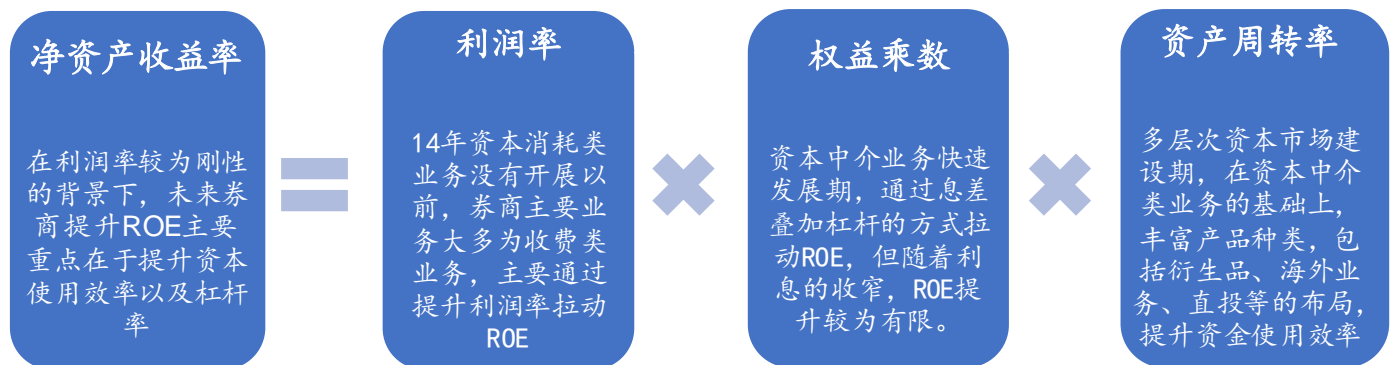 净资产收益率
在利润率较为刚性
的背景下，未来券
商提升ROE主要
重点在于提升资本
使用效率以及杠杆
率
利润率
14年资本消耗类
业务没有开展以
前，券商主要业
务大多为收费类
业务，主要通过
提升利润率拉动
ROE
权益乘数
资本中介业务快速
发展期，通过息差
叠加杠杆的方式拉
动ROE，但随着利
息的收窄，ROE提
升较为有限。
资产周转率
多层次资本市场建
设期，在资本中介
类业务的基础上，
丰富产品种类，包
括衍生品、海外业
务、直投等的布局，
提升资金使用效率